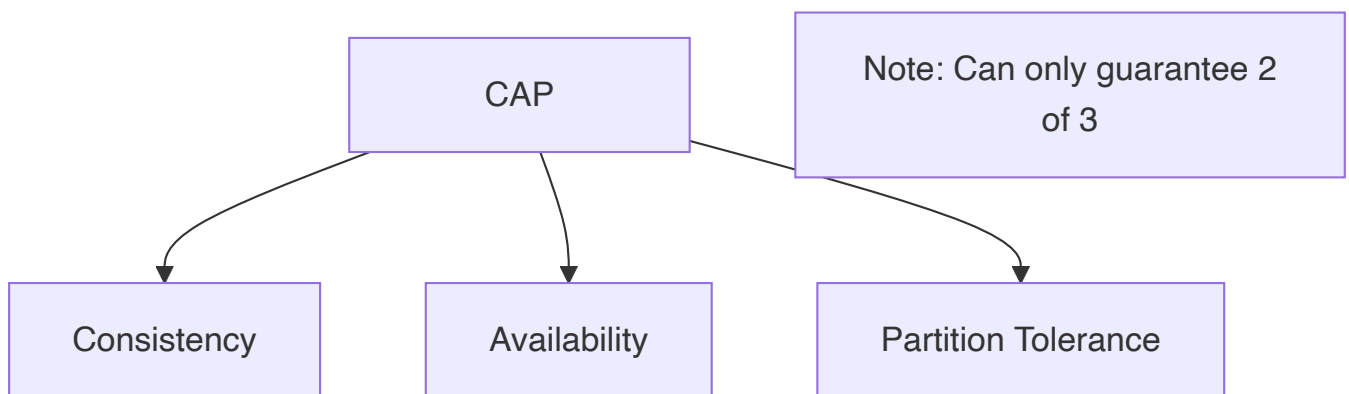 CAP
Note: Can only guarantee 2
of 3
Consistency
Availability
Partition Tolerance